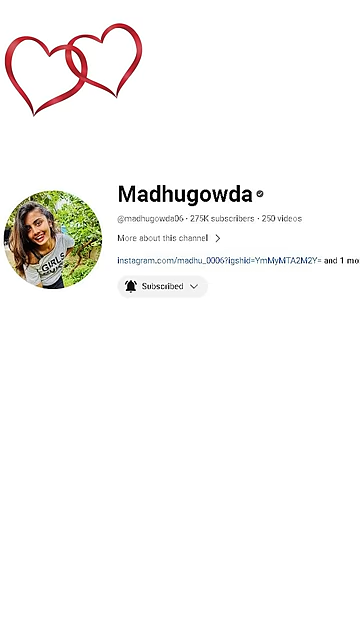 Madhugowda
@madhugowda06 · 275K subscribers · 250 videos
More about this channel
instagram.com/madhu_0006?igshid=YmMyMTA2M2Y= and 1 mo
Subscribed
GIRLS